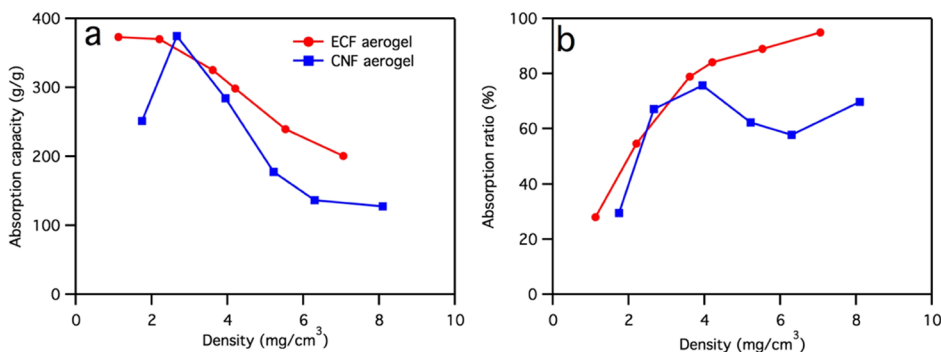 a
ECF aerogel
CNF aerogel
Absorption capacity (g/g)
400
300
200
100
0
0 2 4 6 8 10
Density (mg/cm³)
b
Absorption ratio (%)
100
80
60
40
20
0
0 2 4 6 8 10
Density (mg/cm³)